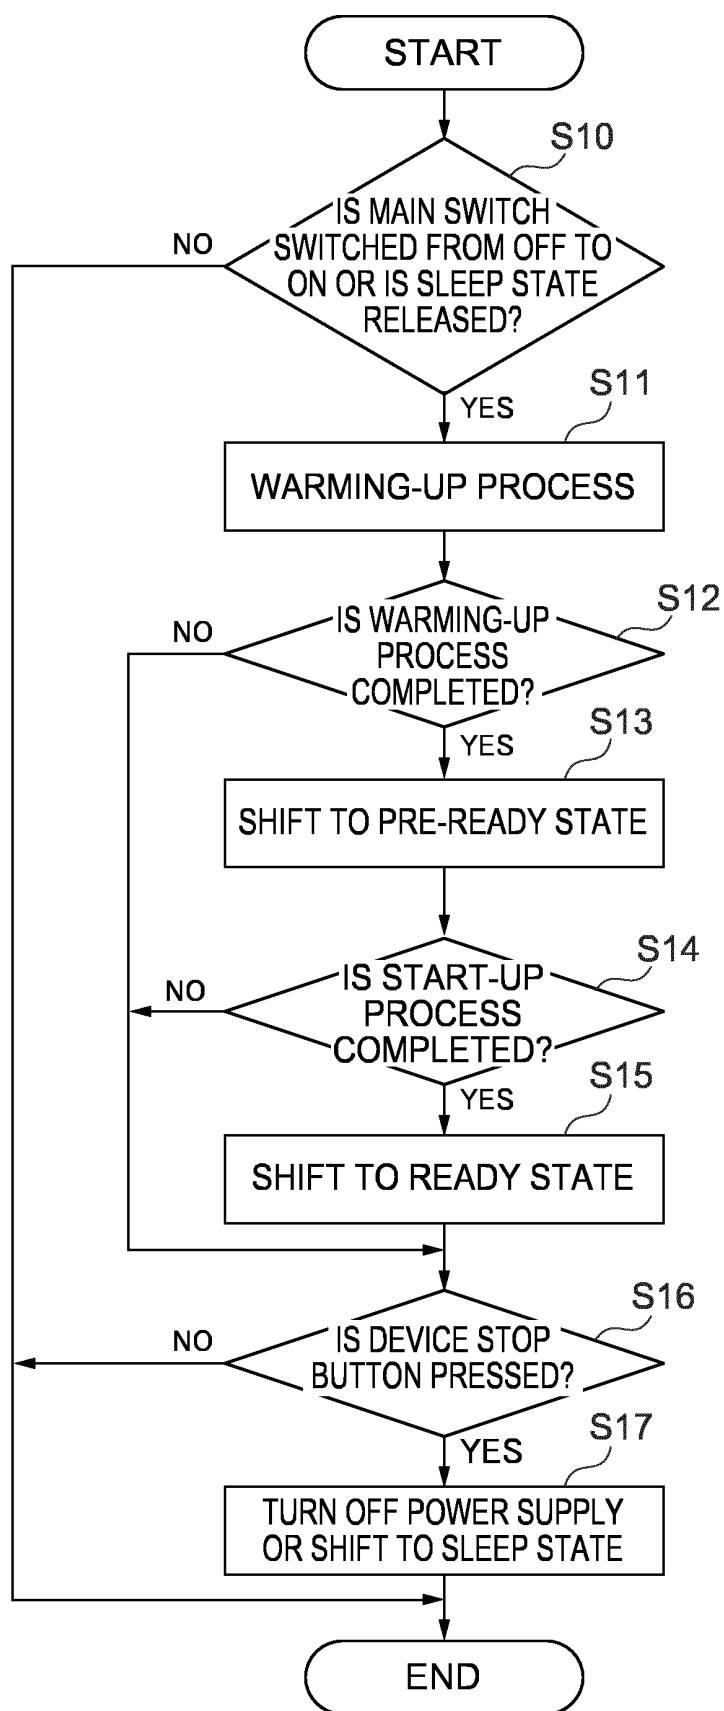 START
S10
IS MAIN SWITCH
SWITCHED FROM OFF TO
ON OR IS SLEEP STATE
RELEASED?
NO
YES
S11
WARMING-UP PROCESS
S12
IS WARMING-UP
PROCESS
COMPLETED?
NO
YES
S13
SHIFT TO PRE-READY STATE
S14
IS START-UP
PROCESS
COMPLETED?
NO
YES
S15
SHIFT TO READY STATE
S16
IS DEVICE STOP
BUTTON PRESSED?
NO
YES
S17
TURN OFF POWER SUPPLY
OR SHIFT TO SLEEP STATE
END